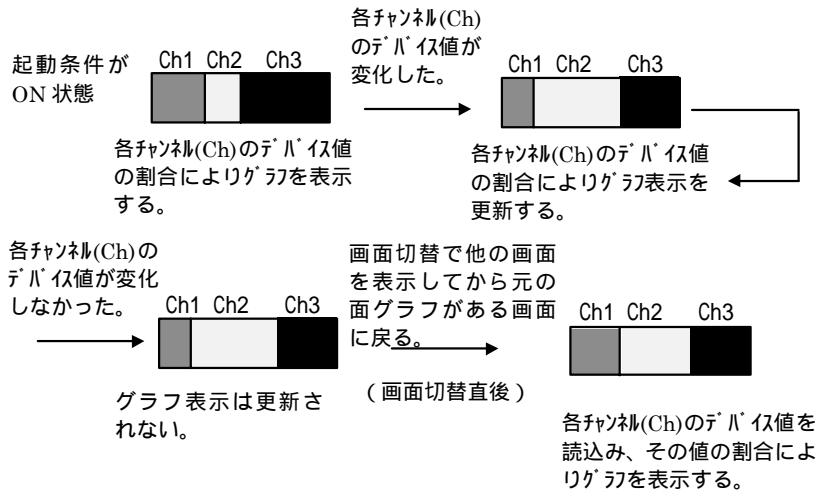 起動条件が
ON 状態
Ch1 Ch2 Ch3
各ﾁｬﾝﾈﾙ(Ch)のﾃﾞﾊﾞｲｽ値
の割合によりｸﾞﾗﾌを表示
する。
各ﾁｬﾝﾈﾙ(Ch)
のﾃﾞﾊﾞｲｽ値が
変化した。
Ch1 Ch2 Ch3
各ﾁｬﾝﾈﾙ(Ch)のﾃﾞﾊﾞｲｽ値
の割合によりｸﾞﾗﾌ表示を
更新する。
各ﾁｬﾝﾈﾙ(Ch)の
ﾃﾞﾊﾞｲｽ値が変化
しなかった。
Ch1 Ch2 Ch3
グラフ表示は更新さ
れない。
画面切替で他の画面
を表示してから元の
面グラフがある画面
に戻る。
（画面切替直後）
Ch1 Ch2 Ch3
各ﾁｬﾝﾈﾙ(Ch)のﾃﾞﾊﾞｲｽ値を
読込み、その値の割合によ
りｸﾞﾗﾌを表示する。